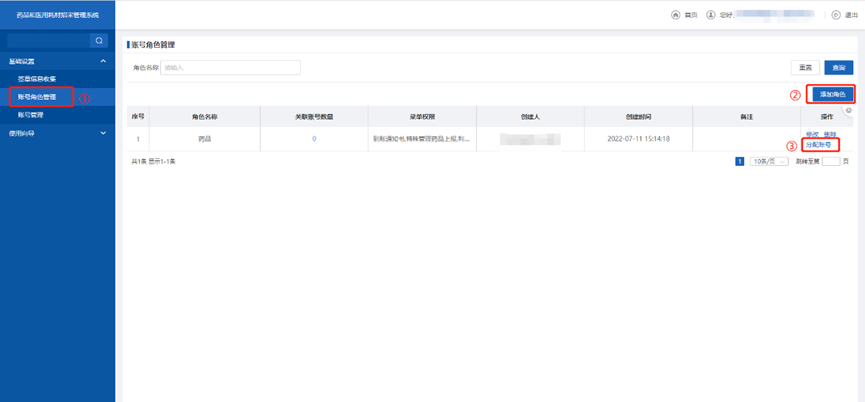 药品和医用耗材招采管理系统
首页 您好, 退出
基础设置
签章信息收集
账号角色管理 ①
账号管理
使用向导
账号角色管理
角色名称 请输入 重置 查询
② 添加角色
序号 角色名称 关联账号数量 菜单权限 创建人 创建时间 备注 操作
1 药品 0 到账通知书,特殊管理药品上报,利... 2022-07-11 15:14:18 修改 删除
③ 分配账号
共1条 显示1-1条 1 10条/页 跳转至第 页